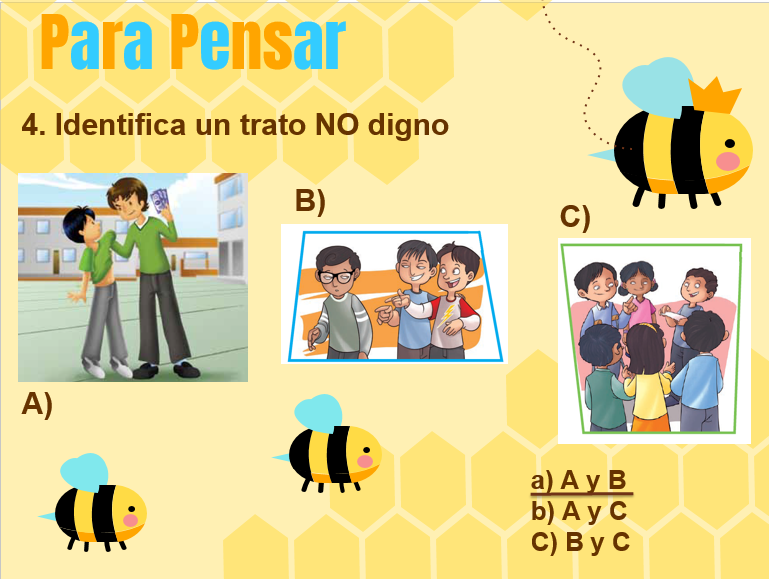 Para Pensar
4. Identifica un trato NO digno
B)
C)
A)
a) A y B
b) A y C
C) B y C